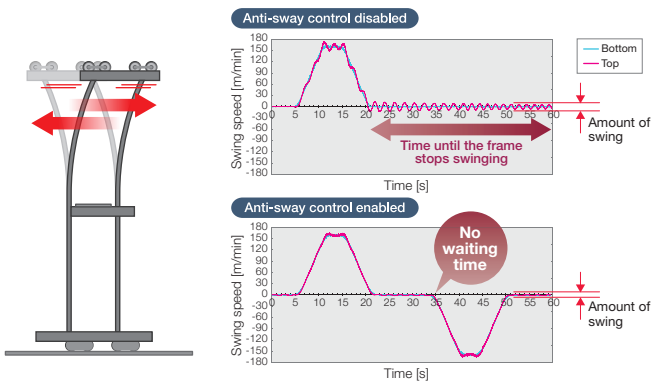 Anti-sway control disabled
Swing speed [m/min]
180
150
120
90
60
30
0
-30
-60
-90
-120
-150
-180
5 10 15 20 25 30 35 40 45 50 55 60
Time until the frame
stops swinging
Time [s]
Bottom
Top
Amount of
swing
Anti-sway control enabled
Swing speed [m/min]
180
150
120
90
60
30
0
-30
-60
-90
-120
-150
-180
5 10 15 20 25 30 35 40 45 50 55 60
No
waiting
time
Time [s]
Amount of
swing